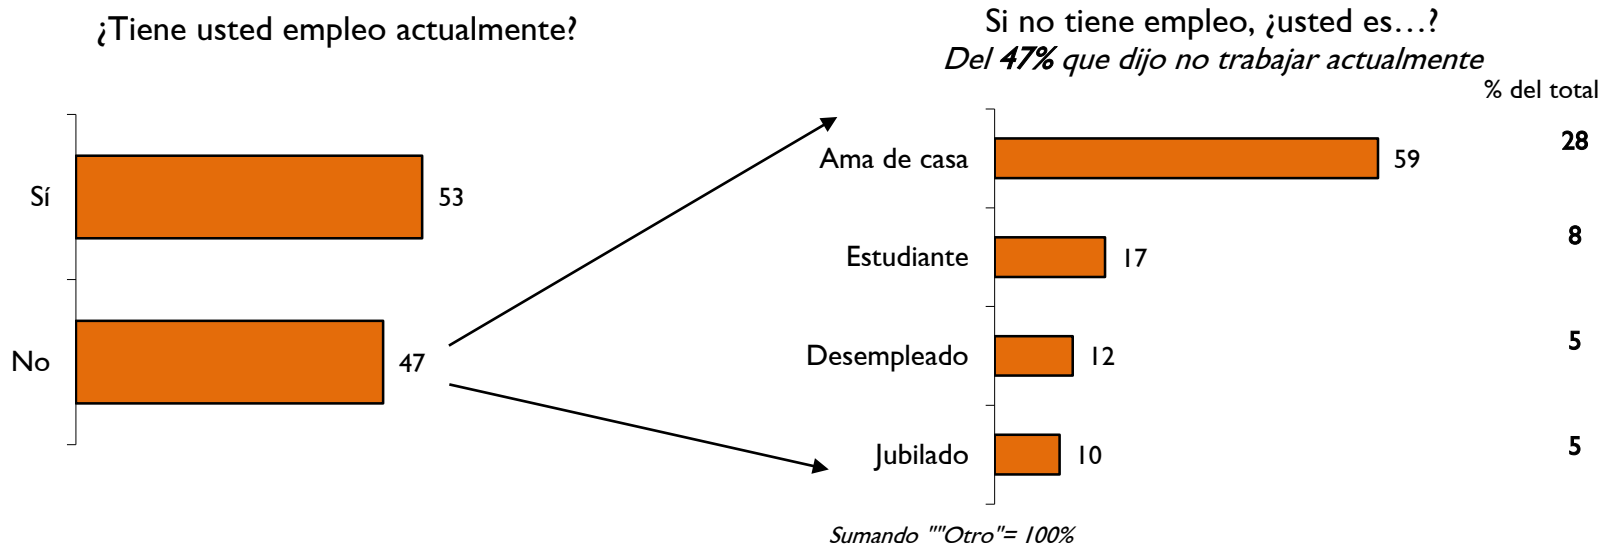 ¿Tiene usted empleo actualmente?
Sí
53
No
47
Si no tiene empleo, ¿usted es…?
Del 47% que dijo no trabajar actualmente
% del total
Ama de casa
59
28
Estudiante
17
8
Desempleado
12
5
Jubilado
10
5
Sumando ""Otro"= 100%